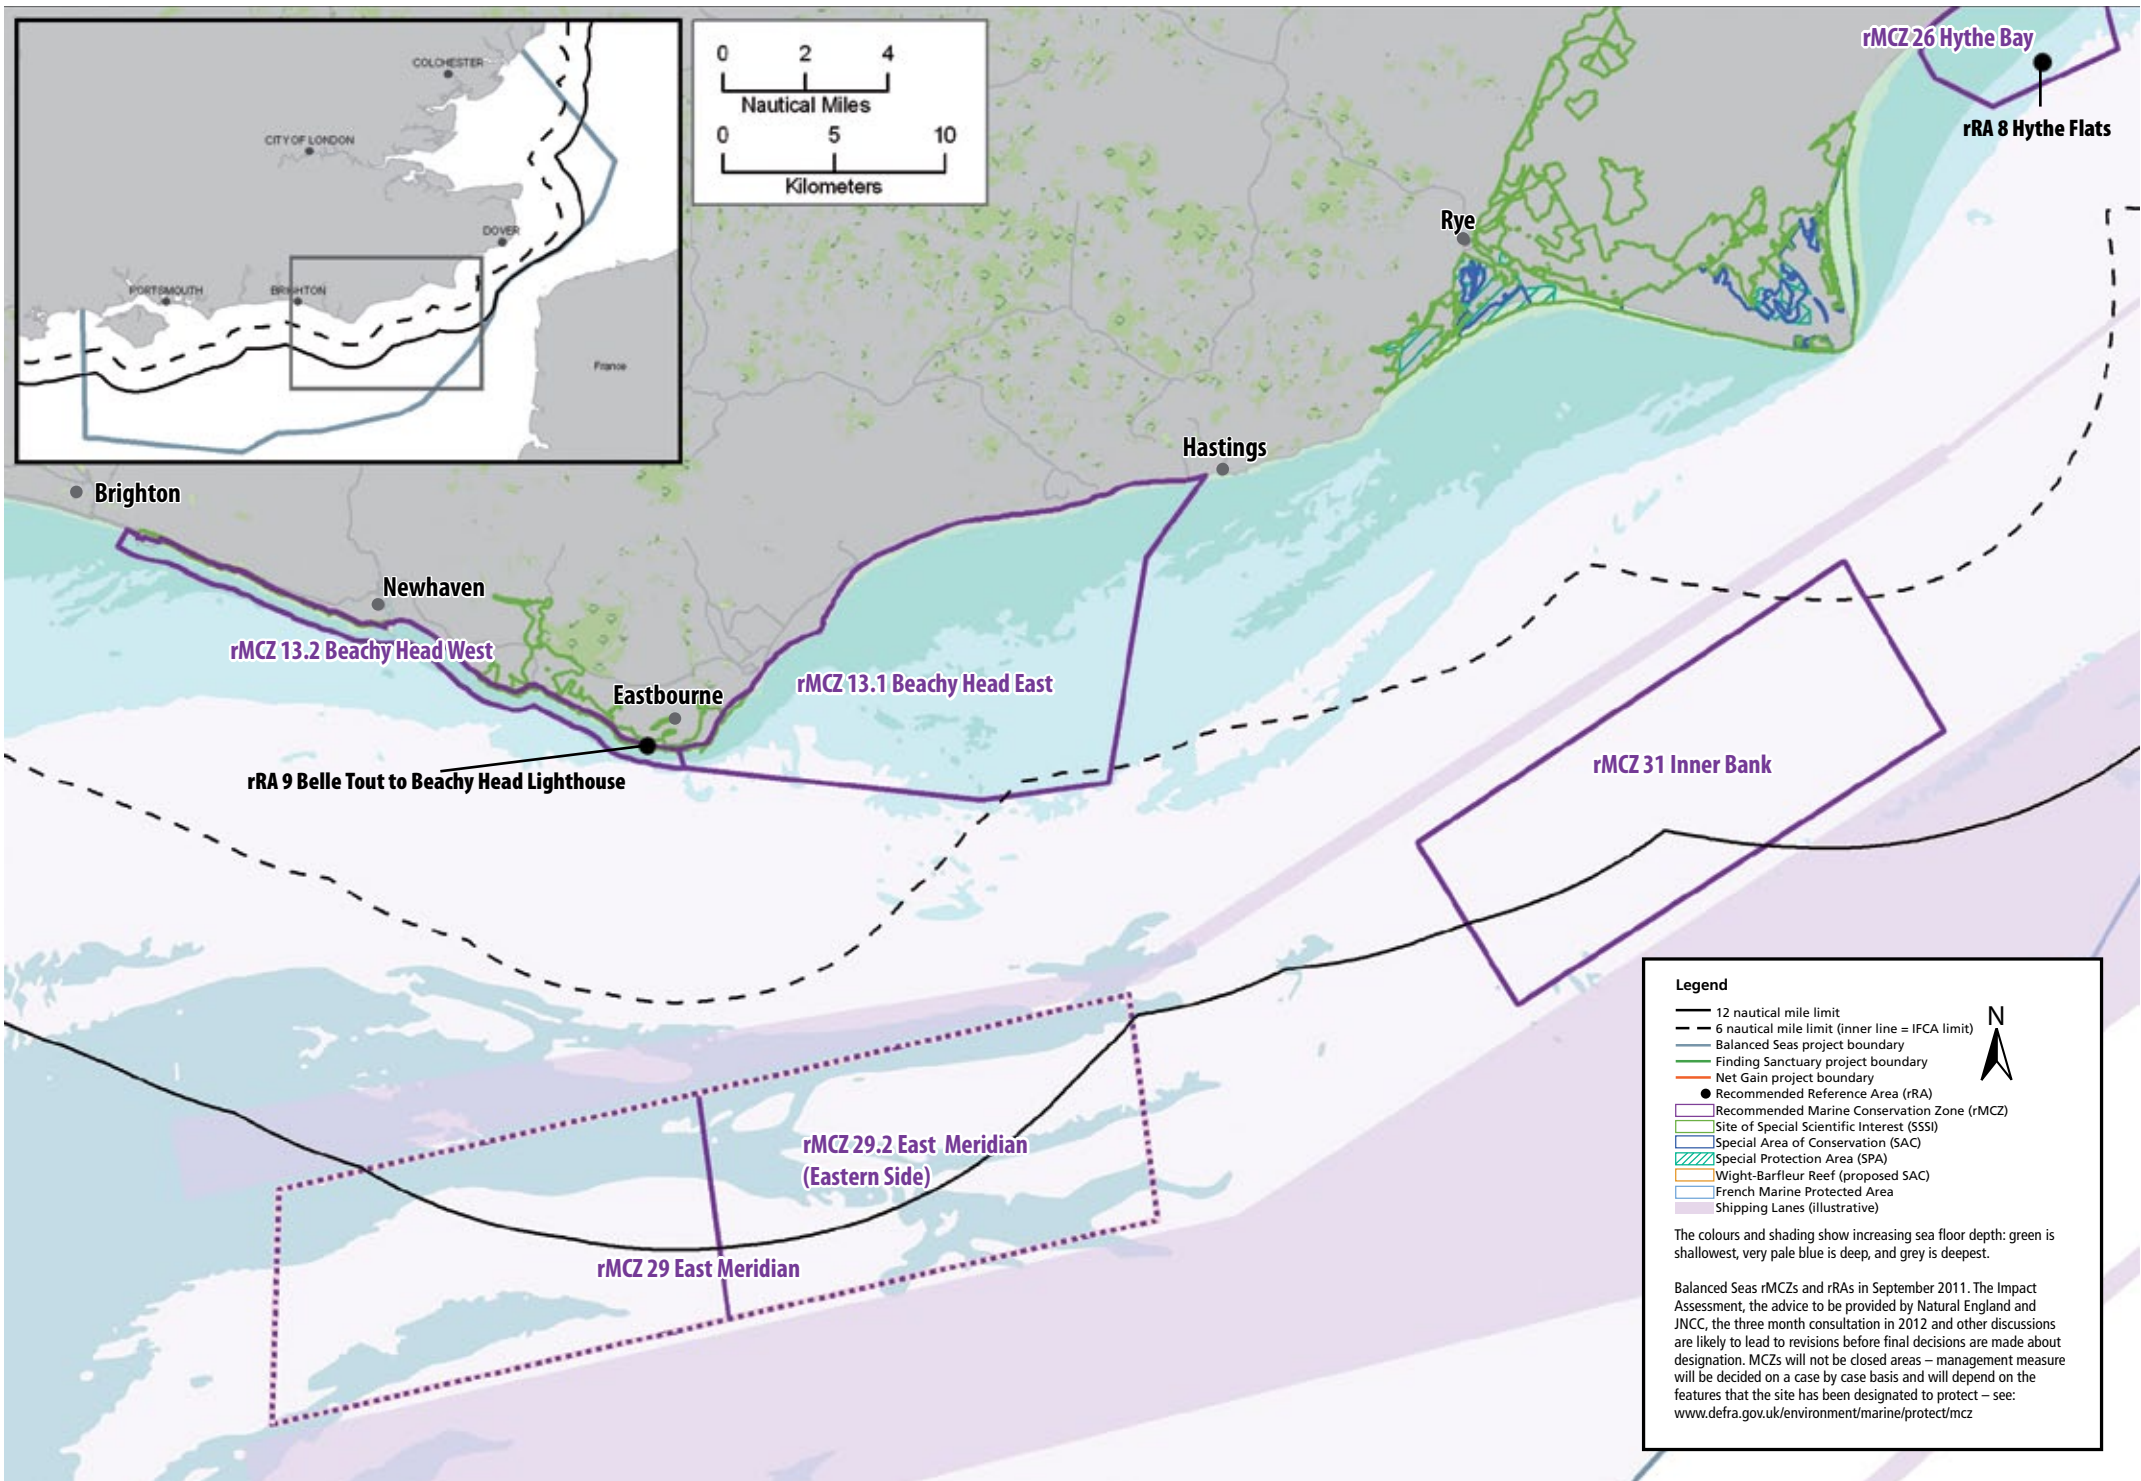 COLCHESTER
CITY OF LONDON
DOVER
PORTSMOUTH
BRIGHTON
France
0 2 4
Nautical Miles
0 5 10
Kilometers
rMCZ 26 Hythe Bay
rRA 8 Hythe Flats
Rye
Hastings
Brighton
Newhaven
rMCZ 13.2 Beachy Head West
Eastbourne
rMCZ 13.1 Beachy Head East
rRA 9 Belle Tout to Beachy Head Lighthouse
rMCZ 31 Inner Bank
rMCZ 29.2 East Meridian
(Eastern Side)
rMCZ 29 East Meridian
Legend
N
12 nautical mile limit
6 nautical mile limit (inner line = IFCA limit)
Balanced Seas project boundary
Finding Sanctuary project boundary
Net Gain project boundary
Recommended Reference Area (rRA)
Recommended Marine Conservation Zone (rMCZ)
Site of Special Scientific Interest (SSSI)
Special Area of Conservation (SAC)
Special Protection Area (SPA)
Wight-Barfleur Reef (proposed SAC)
French Marine Protected Area
Shipping Lanes (illustrative)
The colours and shading show increasing sea floor depth: green is
shallowest, very pale blue is deep, and grey is deepest.
Balanced Seas rMCZs and rRAs in September 2011. The Impact
Assessment, the advice to be provided by Natural England and
JNCC, the three month consultation in 2012 and other discussions
are likely to lead to revisions before final decisions are made about
designation. MCZs will not be closed areas – management measure
will be decided on a case by case basis and will depend on the
features that the site has been designated to protect – see:
www.defra.gov.uk/environment/marine/protect/mcz